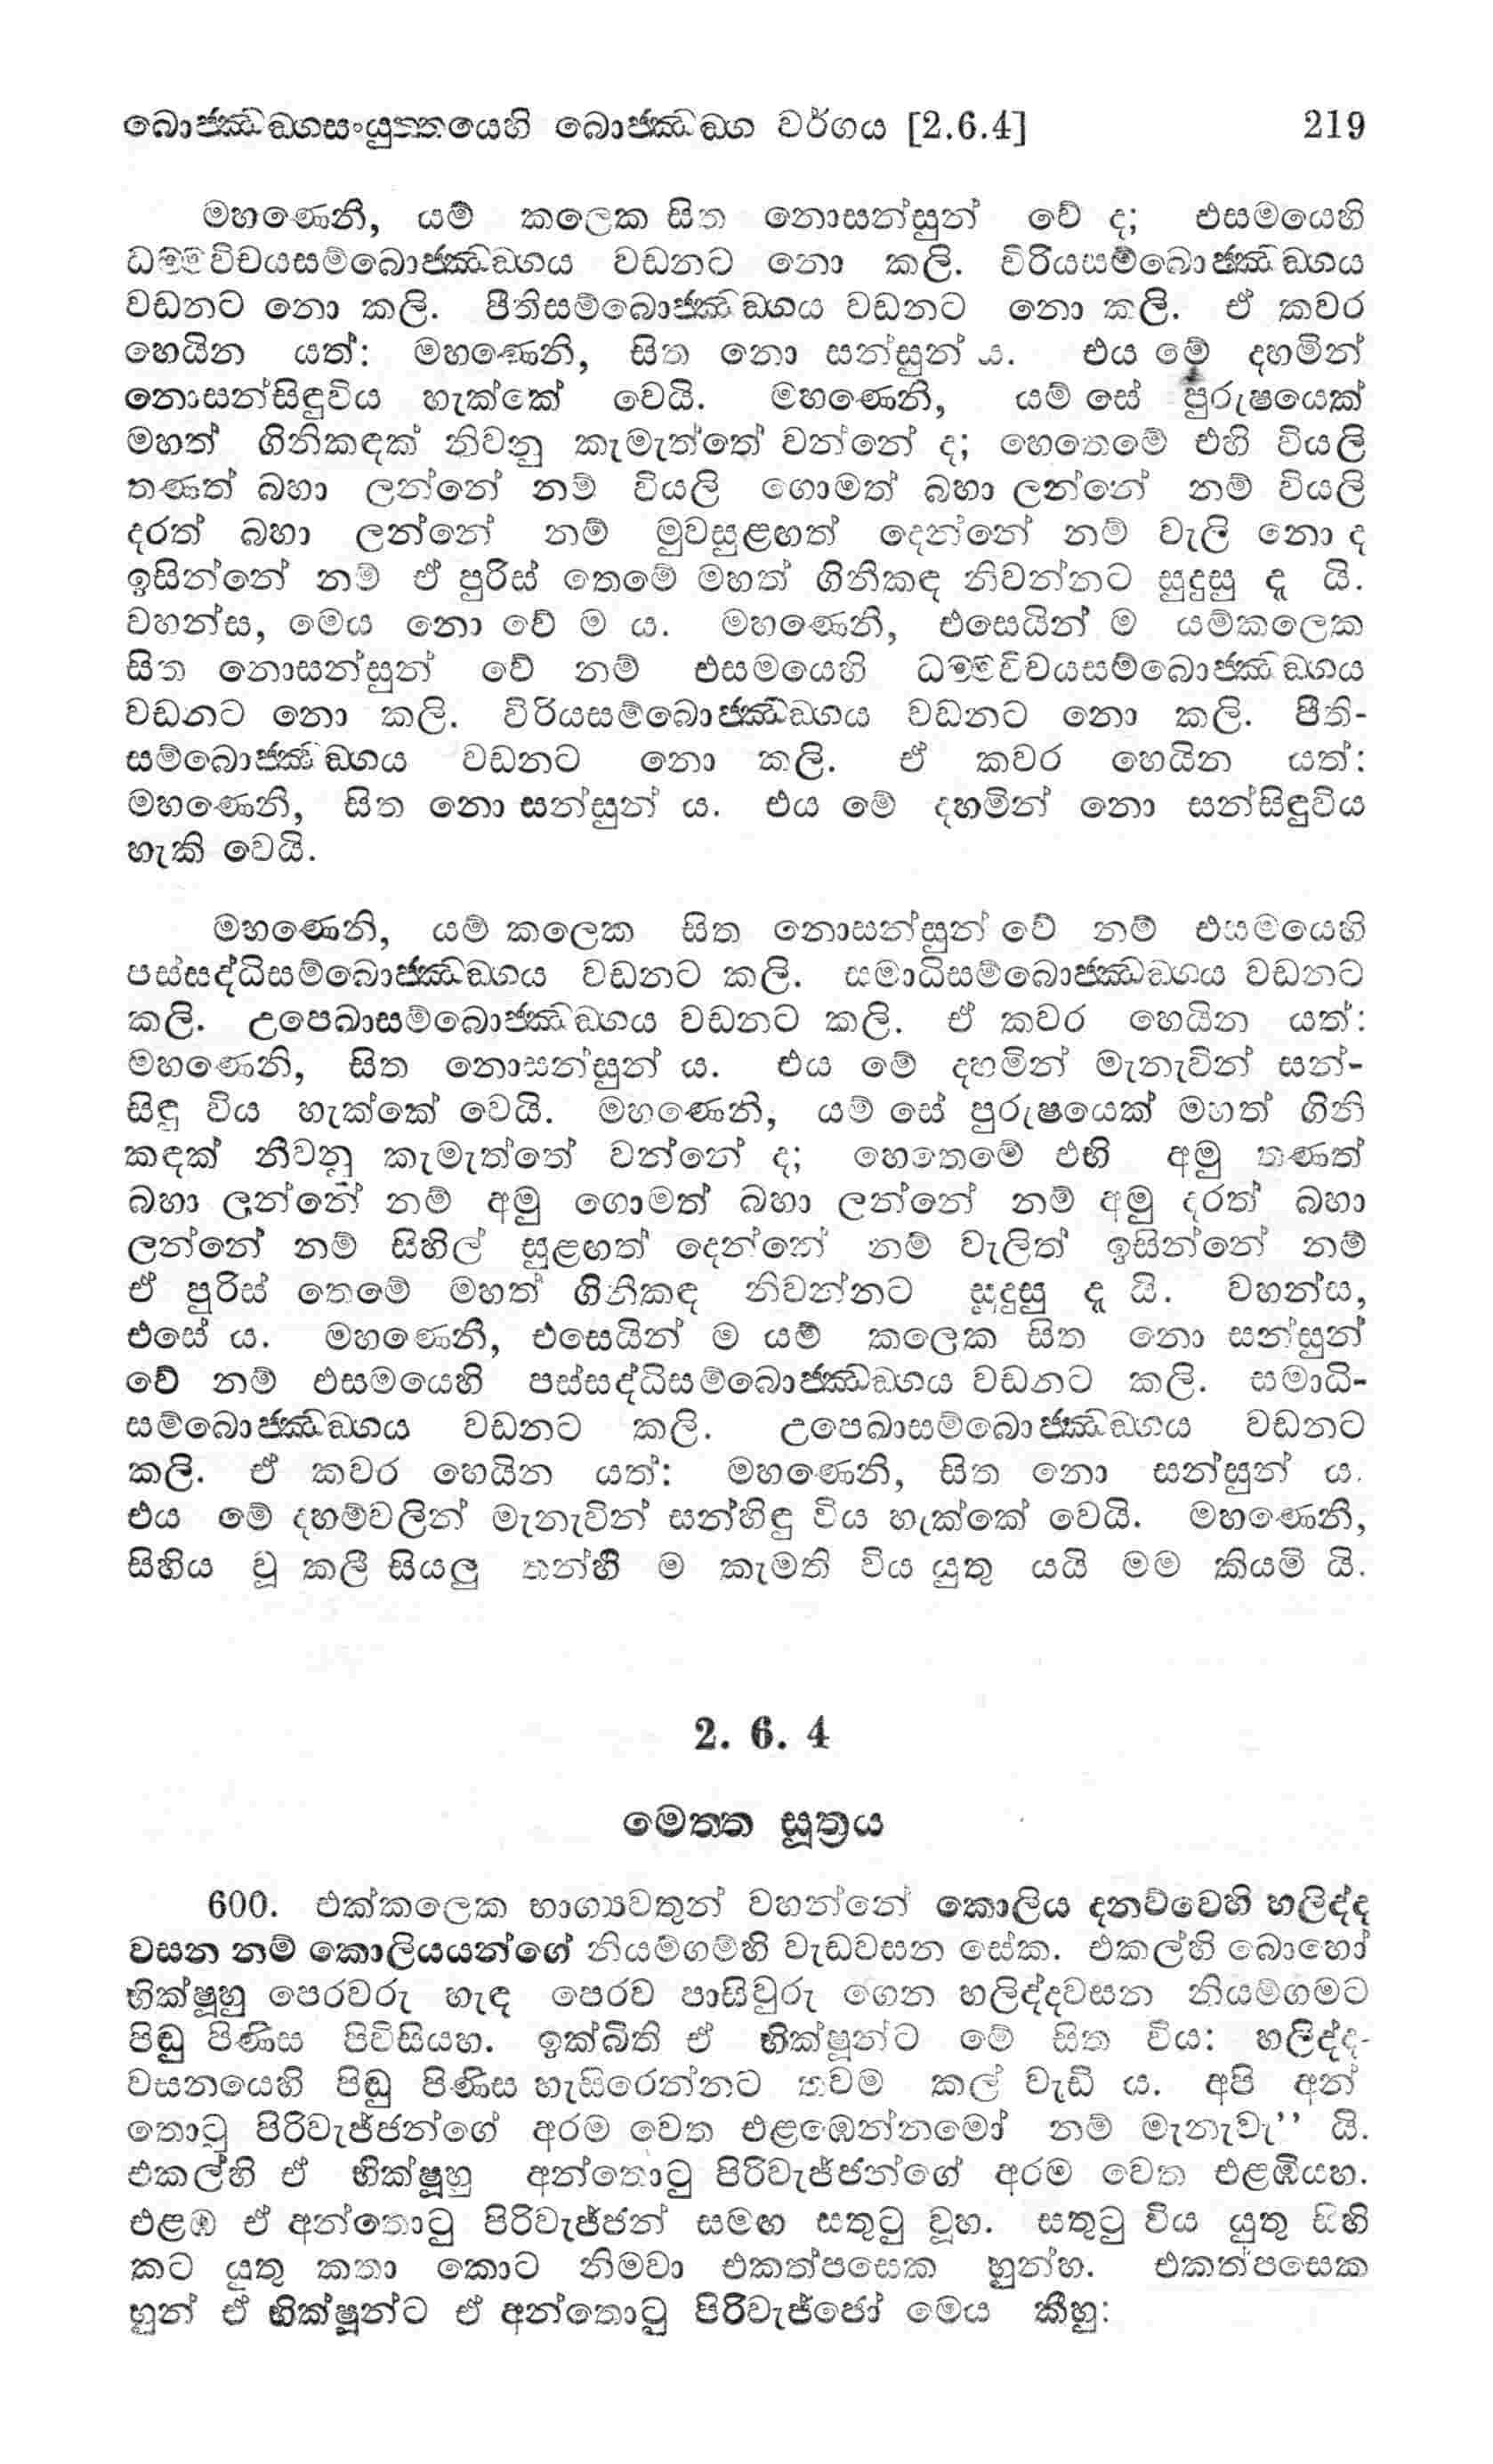 බොජ්ඣඞ්ගසංයුත්තයෙහි බොජ්ඣඞ්ග වර්ගය [2.6.4] 219
මහණෙනි, යම් කලෙක සිත නොසන්සුන් වේ ද; එසමයෙහි
ධම්මවිචයසම්බොජ්ඣඞ්ගය වඩනට නො කලි. විරියසම්බොජ්ඣඞ්ගය
වඩනට නො කලි. පීතිසම්බොජ්ඣඞ්ගය වඩනට නො කලි. ඒ කවර
හෙයින යත්: මහණෙනි, සිත නො සන්සුන් ය. එය මේ දහමින්
නොසන්සිඳුවිය හැක්කේ වෙයි. මහණෙනි, යම් සේ පුරුෂයෙක්
මහත් ගිනිකඳක් නිවනු කැමැත්තේ වන්නේ ද; හෙතෙමේ එහි වියලි
තණත් බහා ලන්නේ නම් වියලි ගොමත් බහා ලන්නේ නම් වියලි
දරත් බහා ලන්නේ නම් මුවසුළඟත් දෙන්නේ නම් වැලි නො ද
ඉසින්නේ නම් ඒ පුරිස් තෙමේ මහත් ගිනිකඳ නිවන්නට සුදුසු ද යි.
වහන්ස, මෙය නො වේ ම ය. මහණෙනි, එසෙයින් ම යම්කලෙක
සිත නොසන්සුන් වේ නම් එසමයෙහි ධම්මවිචයසම්බොජ්ඣඞ්ගය
වඩනට නො කලි. විරියසම්බොජ්ඣඞ්ගය වඩනට නො කලි. පීති-
සම්බොජ්ඣඞ්ගය වඩනට නො කලි. ඒ කවර හෙයින යත්:
මහණෙනි, සිත නො සන්සුන් ය. එය මේ දහමින් නො සන්සිඳුවිය
හැකි වෙයි.
මහණෙනි, යම් කලෙක සිත නොසන්සුන් වේ නම් එසමයෙහි
පස්සද්ධිසම්බොජ්ඣඞ්ගය වඩනට කලි. සමාධිසම්බොජ්ඣඞ්ගය වඩනට
කලි. උපෙඛාසම්බොජ්ඣඞ්ගය වඩනට කලි. ඒ කවර හෙයින යත්:
මහණෙනි, සිත නොසන්සුන් ය. එය මේ දහමින් මැනැවින් සන්-
සිඳු විය හැක්කේ වෙයි. මහණෙනි, යම් සේ පුරුෂයෙක් මහත් ගිනි
කඳක් නිවනු කැමැත්තේ වන්නේ ද; හෙතෙමේ එහි අමු තණත්
බහා ලන්නේ නම් අමු ගොමත් බහා ලන්නේ නම් අමු දරත් බහා
ලන්නේ නම් සිහිල් සුළඟත් දෙන්නේ නම් වැලිත් ඉසින්නේ නම්
ඒ පුරිස් තෙමේ මහත් ගිනිකඳ නිවන්නට සුදුසු ද යි. වහන්ස,
එසේ ය. මහණෙනි, එසෙයින් ම යම් කලෙක සිත නො සන්සුන්
වේ නම් එසමයෙහි පස්සද්ධිසම්බොජ්ඣඞ්ගය වඩනට කලි. සමාධි-
සම්බොජ්ඣඞ්ගය වඩනට කලි. උපෙඛාසම්බොජ්ඣඞ්ගය වඩනට
කලි. ඒ කවර හෙයින යත්: මහණෙනි, සිත නො සන්සුන් ය.
එය මේ දහම්වලින් මැනැවින් සන්හිඳු විය හැක්කේ වෙයි. මහණෙනි,
සිහිය වූ කලී සියලු තන්හි ම කැමති විය යුතු යයි මම කියමි යි.
2. 6. 4
මෙත්ත සූත්‍රය
600. එක්කලෙක භාග්‍යවතුන් වහන්නේ කොලිය දනව්වෙහි හලිද්ද
වසන නම් කොලියයන්ගේ නියම්ගම්හි වැඩවසන සේක. එකල්හි බොහෝ
භික්ෂූහු පෙරවරු හැඳ පෙරව පාසිවුරු ගෙන හලිද්දවසන නියම්ගමට
පිඬු පිණිස පිවිසියහ. ඉක්බිති ඒ භික්ෂූන්ට මේ සිත විය: හලිද්ද-
වසනයෙහි පිඬු පිණිස හැසිරෙන්නට තවම කල් වැඩි ය. අපි අන්
තොටු පිරිවැජ්ජන්ගේ අරම වෙත එළඹෙන්නමෝ නම් මැනැවැ'' යි.
එකල්හි ඒ භික්ෂූහු අන්තොටු පිරිවැජ්ජන්ගේ අරම වෙත එළඹියහ.
එළඹ ඒ අන්තොටු පිරිවැජ්ජන් සමඟ සතුටු වූහ. සතුටු විය යුතු සිහි
කට යුතු කතා කොට නිමවා එකත්පසෙක හුන්හ. එකත්පසෙක
හුන් ඒ භික්ෂූන්ට ඒ අන්තොටු පිරිවැජ්ජෝ මෙය කීහු: